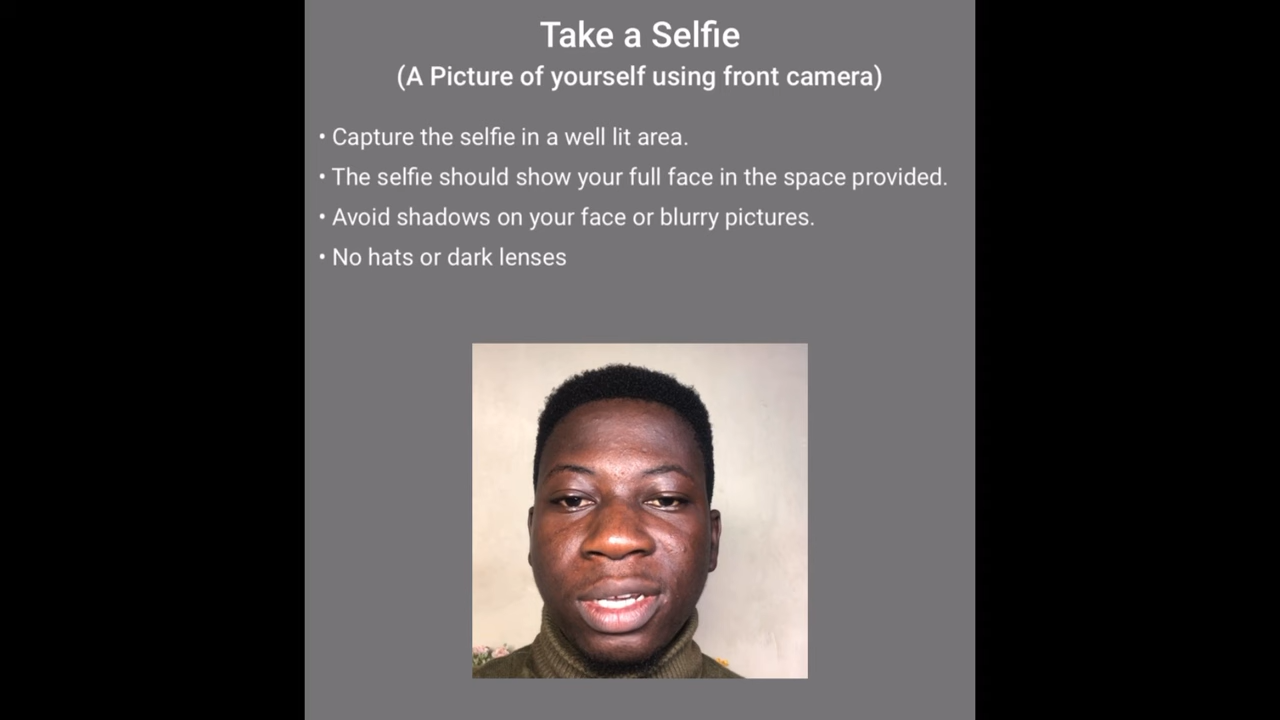 Take a Selfie
(A Picture of yourself using front camera)
• Capture the selfie in a well lit area.
• The selfie should show your full face in the space provided.
• Avoid shadows on your face or blurry pictures.
• No hats or dark lenses